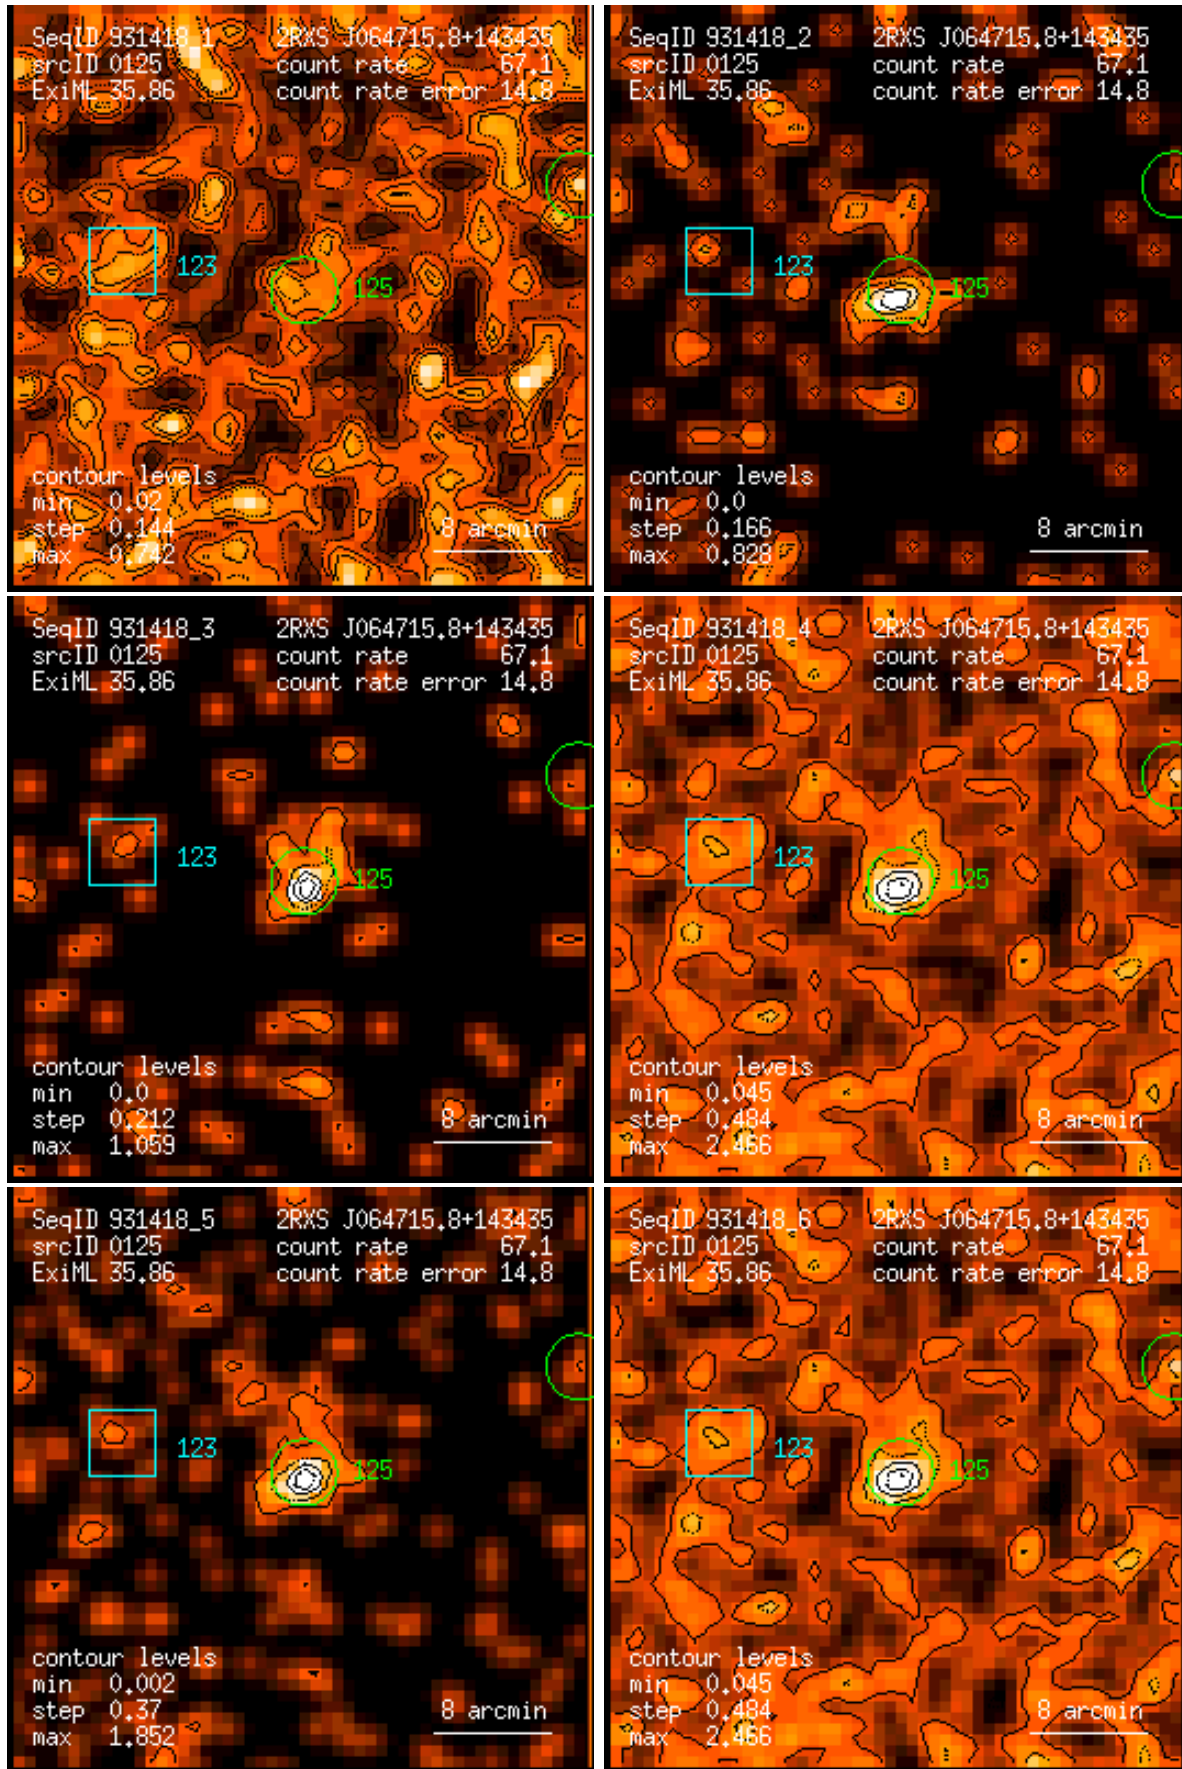 SeqID 931418_1 2RXS J064715.8+143435
srcID 0125 count rate 67.1
ExiML 35.86 count rate error 14.8
123
125
contour levels
min 0.02
step 0.144
max 0.742
8 arcmin
SeqID 931418_2 2RXS J064715.8+143435
srcID 0125 count rate 67.1
ExiML 35.86 count rate error 14.8
123
125
contour levels
min 0.0
step 0.166
max 0.828
8 arcmin
SeqID 931418_3 2RXS J064715.8+143435
srcID 0125 count rate 67.1
ExiML 35.86 count rate error 14.8
123
125
contour levels
min 0.0
step 0.212
max 1.059
8 arcmin
SeqID 931418_4 2RXS J064715.8+143435
srcID 0125 count rate 67.1
ExiML 35.86 count rate error 14.8
123
125
contour levels
min 0.045
step 0.484
max 2.466
8 arcmin
SeqID 931418_5 2RXS J064715.8+143435
srcID 0125 count rate 67.1
ExiML 35.86 count rate error 14.8
123
125
contour levels
min 0.002
step 0.37
max 1.852
8 arcmin
SeqID 931418_6 2RXS J064715.8+143435
srcID 0125 count rate 67.1
ExiML 35.86 count rate error 14.8
123
125
contour levels
min 0.045
step 0.484
max 2.466
8 arcmin